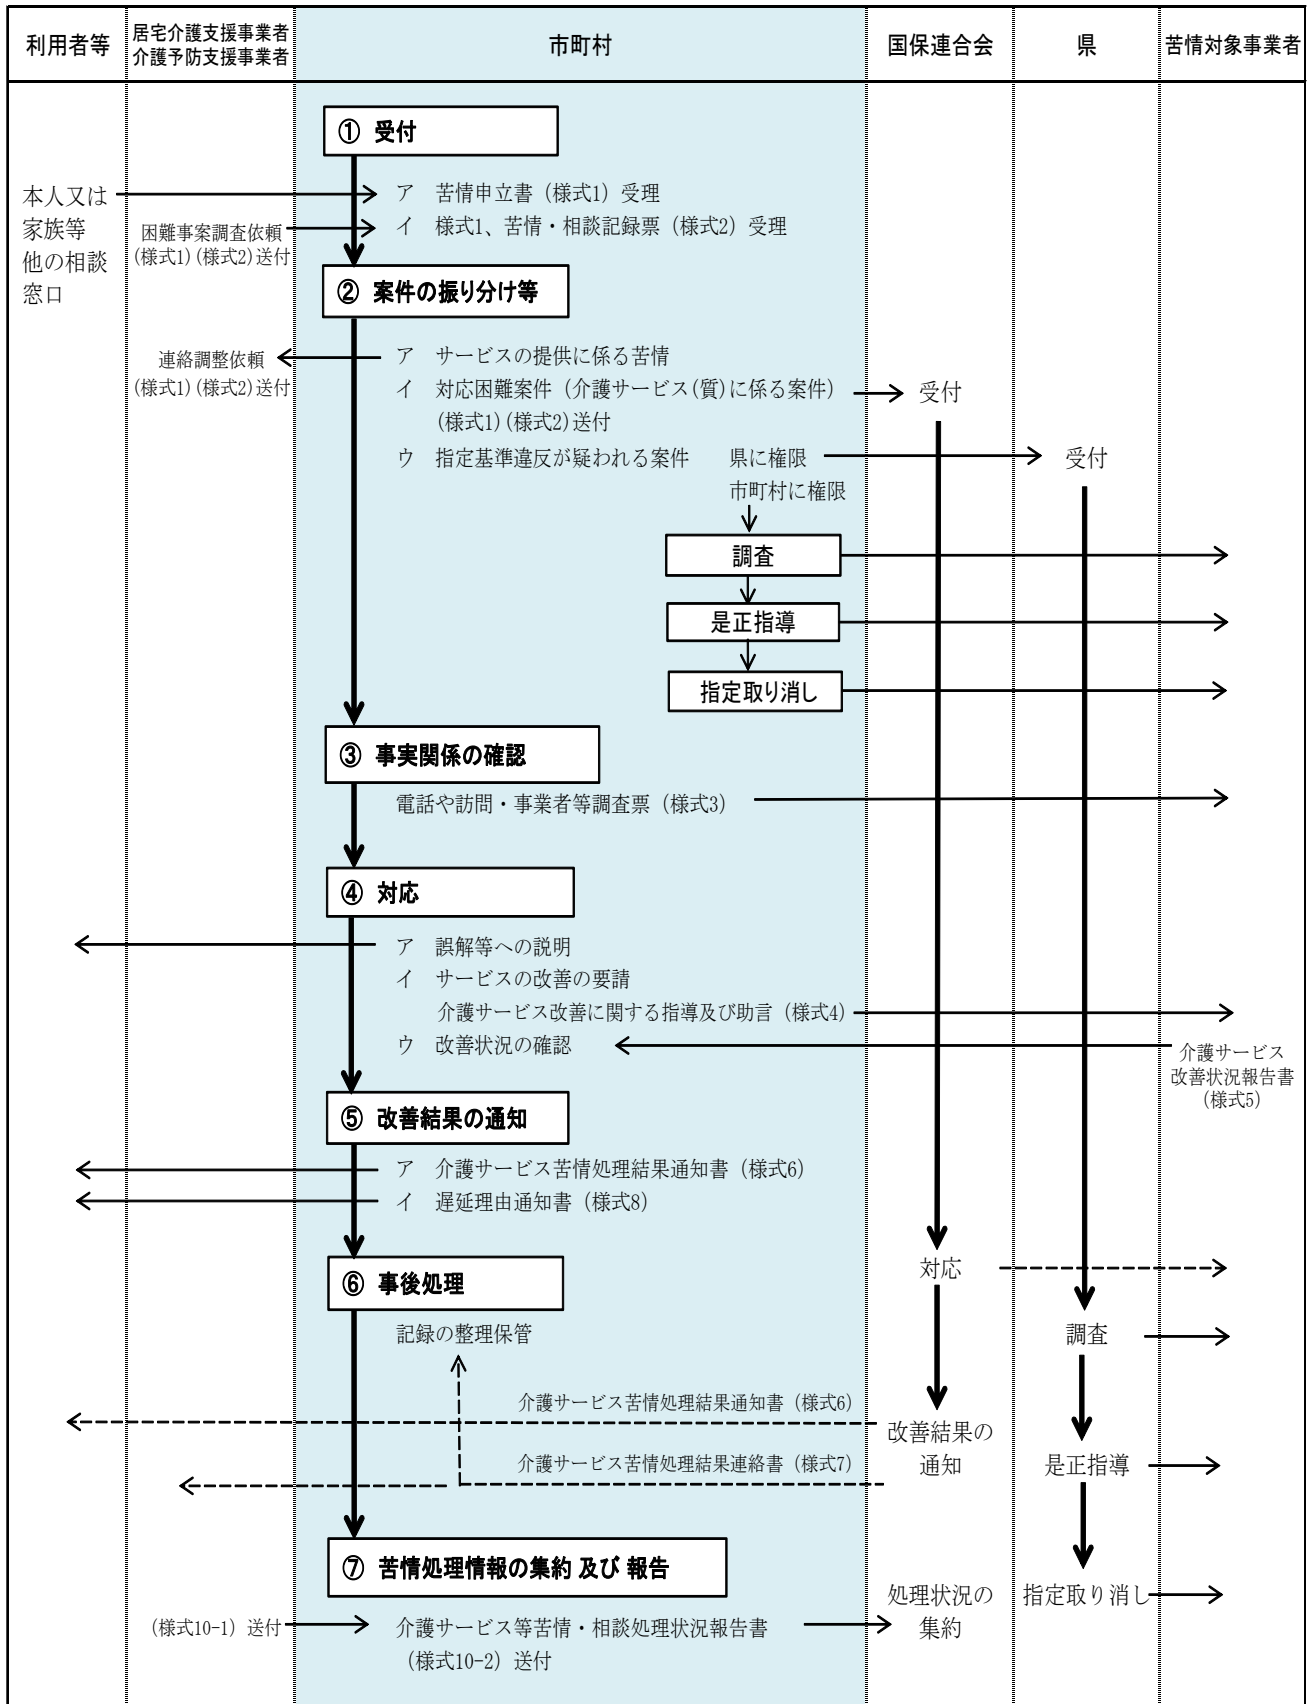 利用者等
居宅介護支援事業者
介護予防支援事業者
市町村
国保連合会
県
苦情対象事業者
① 受付
本人又は
家族等
他の相談
窓口
ア 苦情申立書（様式1）受理
困難事案調査依頼
(様式1)(様式2)送付
イ 様式1、苦情・相談記録票（様式2）受理
② 案件の振り分け等
連絡調整依頼
(様式1)(様式2)送付
ア サービスの提供に係る苦情
イ 対応困難案件（介護サービス(質)に係る案件）
(様式1)(様式2)送付
受付
ウ 指定基準違反が疑われる案件 県に権限
受付
市町村に権限
調査
是正指導
指定取り消し
③ 事実関係の確認
電話や訪問・事業者等調査票（様式3）
④ 対応
ア 誤解等への説明
イ サービスの改善の要請
介護サービス改善に関する指導及び助言（様式4）
ウ 改善状況の確認
介護サービス
改善状況報告書
（様式5）
⑤ 改善結果の通知
ア 介護サービス苦情処理結果通知書（様式6）
イ 遅延理由通知書（様式8）
⑥ 事後処理
対応
記録の整理保管
調査
介護サービス苦情処理結果通知書（様式6）
改善結果の
通知
介護サービス苦情処理結果連絡書（様式7）
是正指導
⑦ 苦情処理情報の集約 及び 報告
処理状況の
集約
指定取り消し
（様式10-1）送付
介護サービス等苦情・相談処理状況報告書
（様式10-2）送付